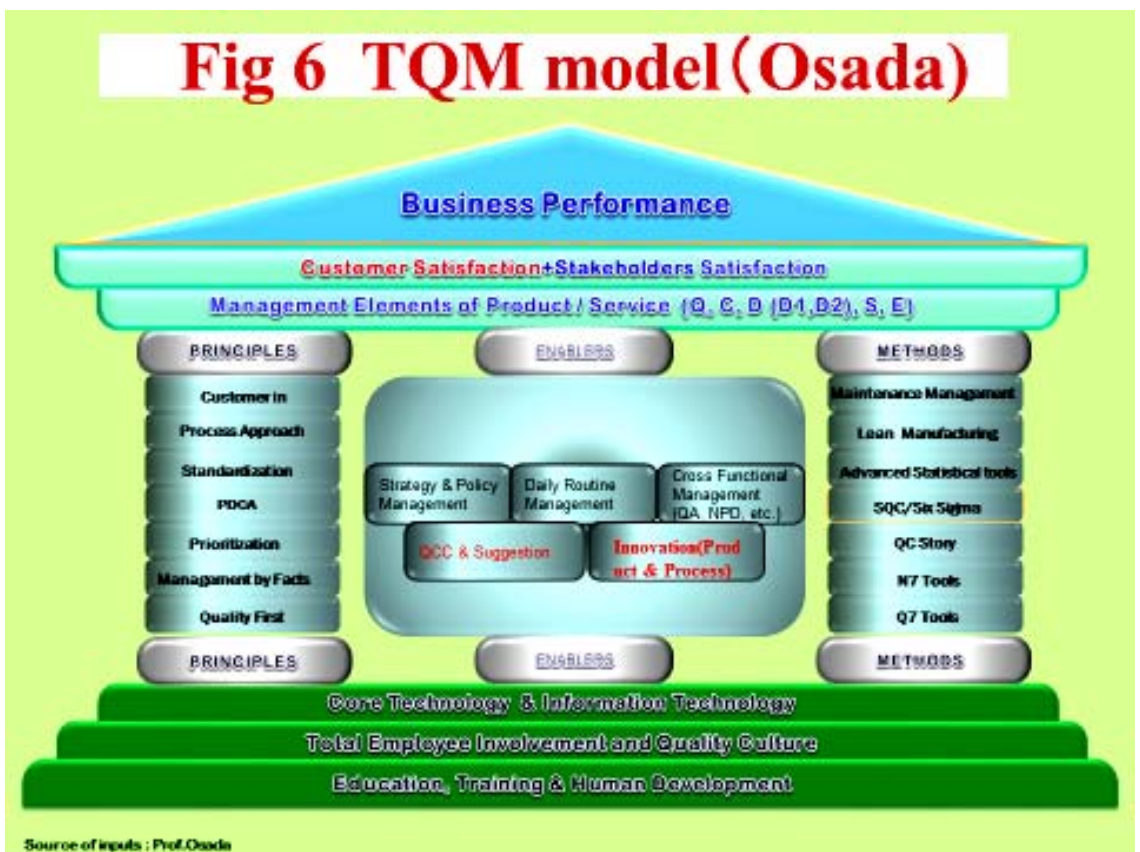 Fig 6 TQM model（Osada)
Business Performance
Customer Satisfaction+Stakeholders Satisfaction
Management Elements of Product / Service (Q, C, D (D1,D2), S, E)
PRINCIPLES
Customer in
Process Approach
Standardization
PDCA
Prioritization
Management by Facts
Quality First
PRINCIPLES
ENABLERS
Strategy & Policy
Management
Daily Routine
Management
Cross Functional
Management
(QA, NPD, etc.)
QCC & Suggestion
Innovation(Prod
uct & Process)
ENABLERS
METHODS
Maintenance Management
Lean Manufacturing
Advanced Statistical tools
SQC/Six Sigma
QC Story
N7 Tools
Q7 Tools
METHODS
Core Technology & Information Technology
Total Employee Involvement and Quality Culture
Education, Training & Human Development
Source of inputs : Prof.Osada